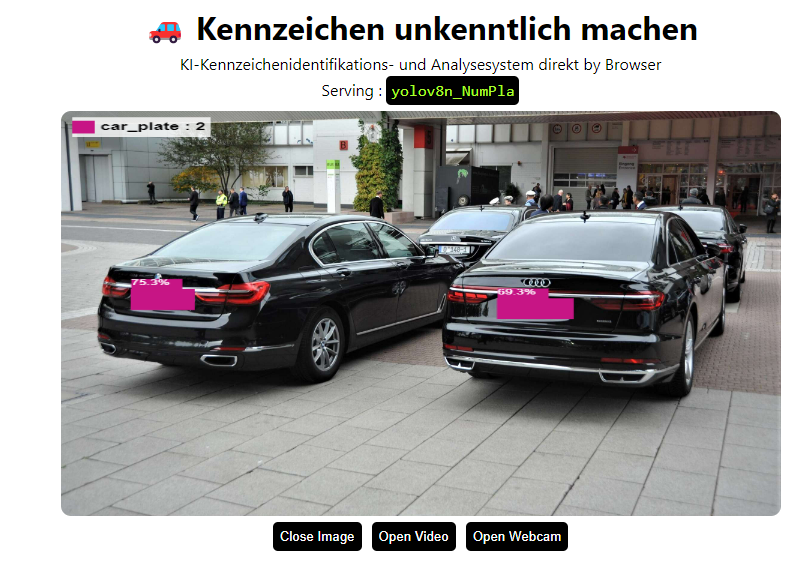 Kennzeichen unkenntlich machen
KI-Kennzeichenidentifikations- und Analysesystem direkt by Browser
Serving : yolov8n_NumPla
car_plate : 2
75.3%
69.3%
Close Image
Open Video
Open Webcam